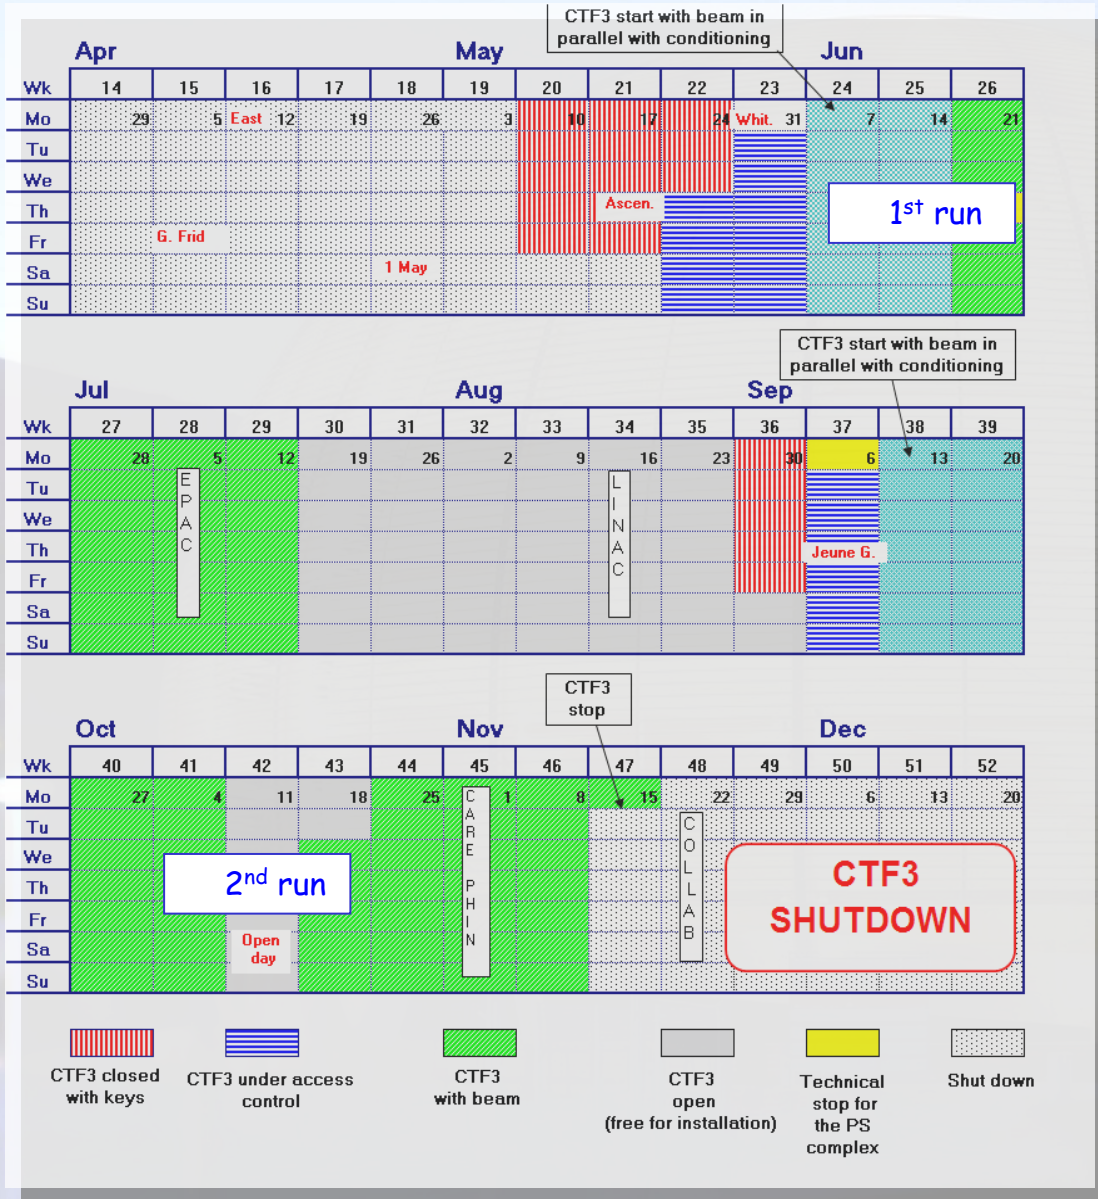 CTF3 start with beam in
parallel with conditioning
Apr May Jun
Wk 14 15 16 17 18 19 20 21 22 23 24 25 26
Mo 29 5 East 12 19 26 3 10 17 24 Whit. 31 7 14 21
Tu
We
Th Ascen. 1st run
Fr G. Frid
Sa 1 May
Su
CTF3 start with beam in
parallel with conditioning
Jul Aug Sep
Wk 27 28 29 30 31 32 33 34 35 36 37 38 39
Mo 28 5 12 19 26 2 9 16 23 30 6 13 20
EPAC
LINAC
Tu
We
Th Jeune G.
Fr
Sa
Su
CTF3
stop
Oct Nov Dec
Wk 40 41 42 43 44 45 46 47 48 49 50 51 52
Mo 27 4 11 18 25 1 8 15 22 29 6 13 20
CARE PHIN
COLLAB
Tu
We
Th
Fr
Sa
Su
2nd run
Open
day
CTF3
SHUTDOWN
CTF3 closed
with keys
CTF3 under access
control
CTF3
with beam
CTF3
open
(free for installation)
Technical
stop for
the PS
complex
Shut down